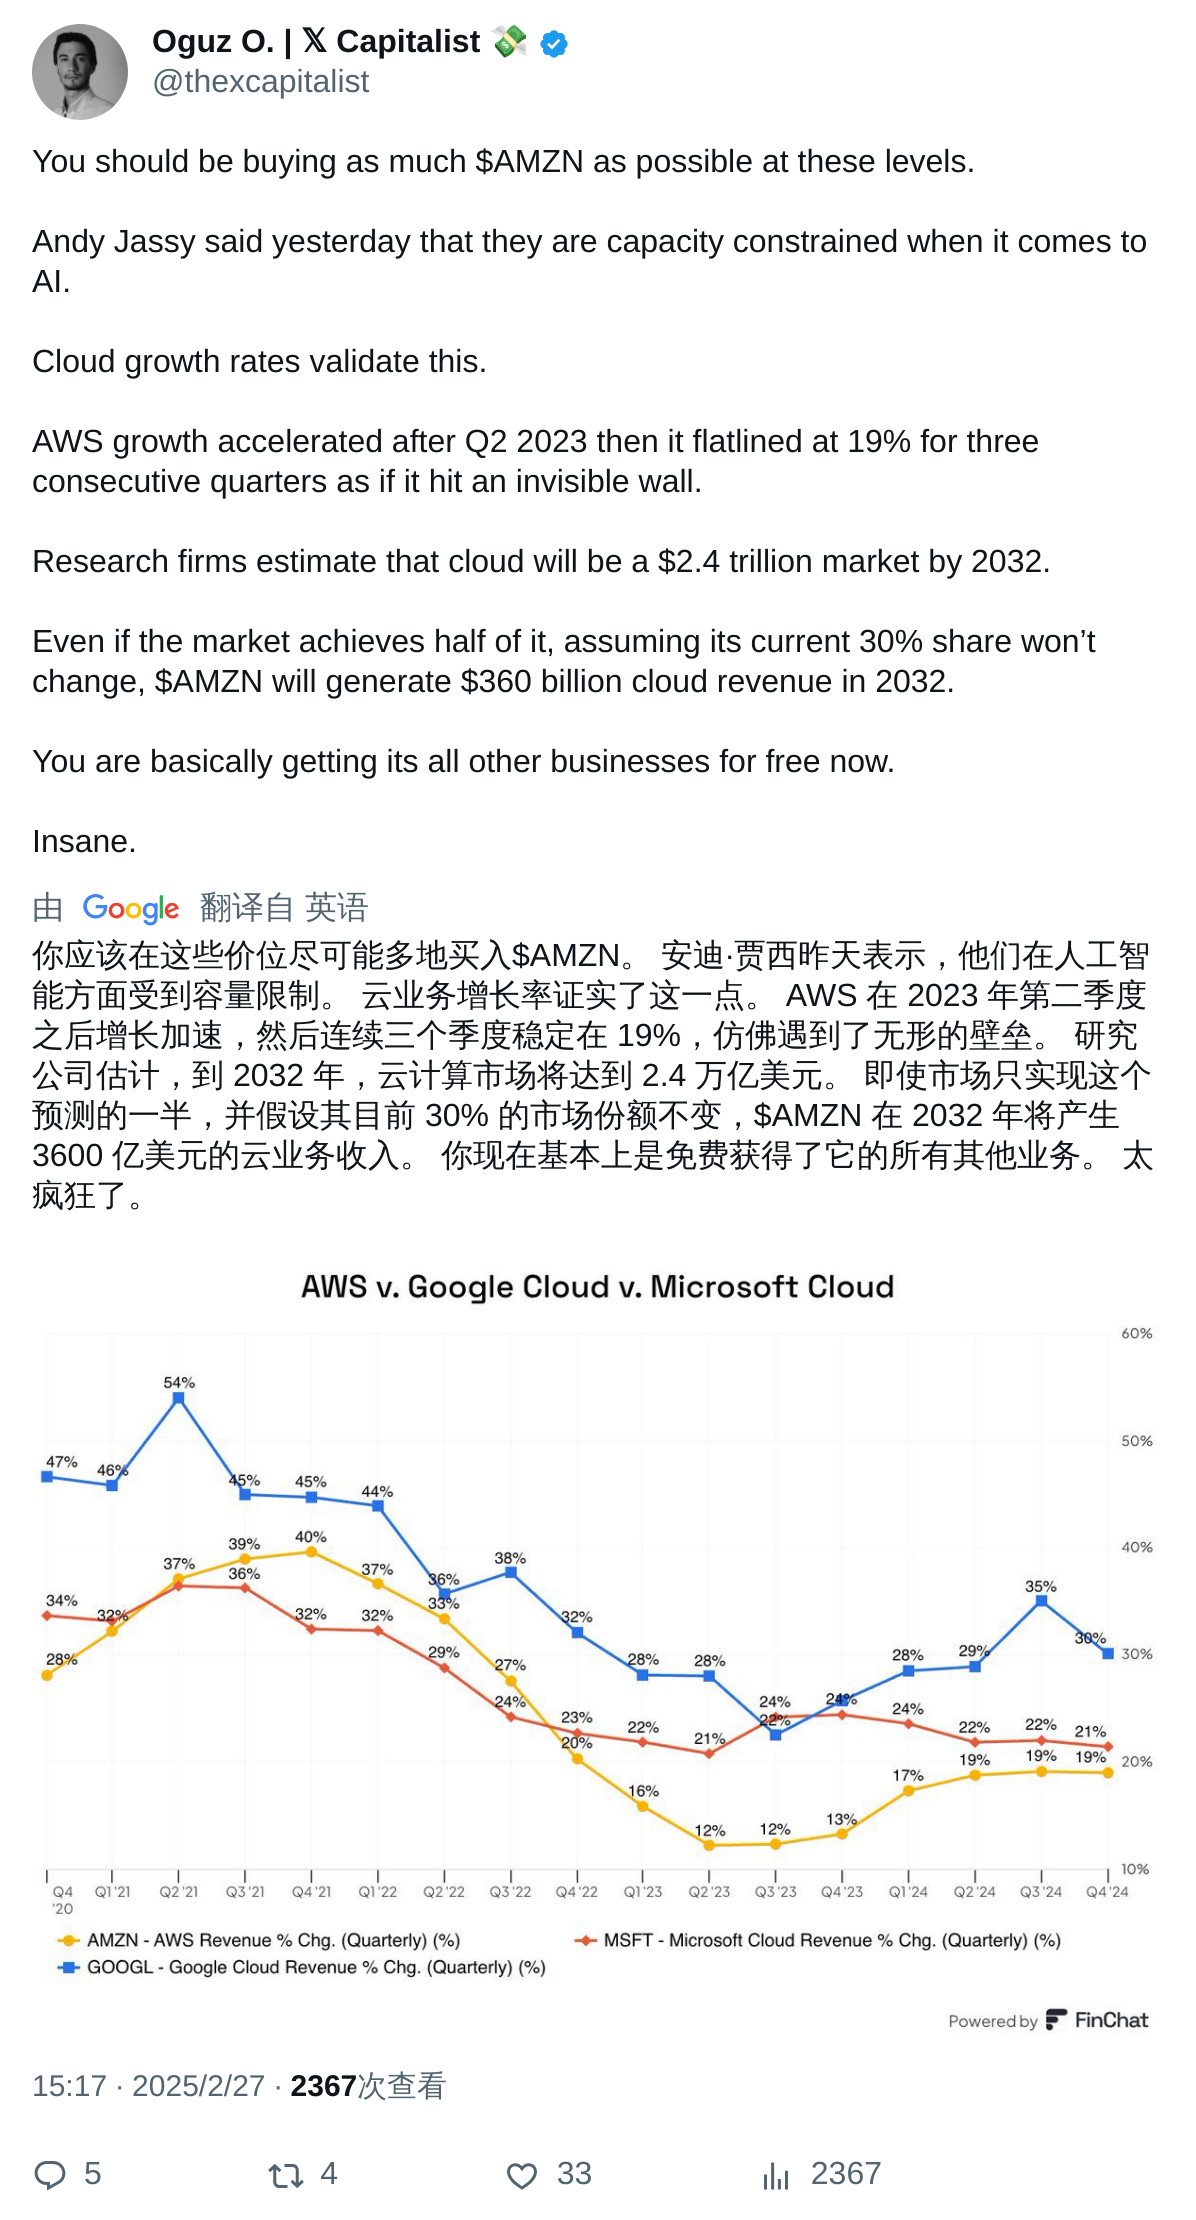 Oguz O. | 𝕏 Capitalist 💸
@thexcapitalist
You should be buying as much $AMZN as possible at these levels.
Andy Jassy said yesterday that they are capacity constrained when it comes to
AI.
Cloud growth rates validate this.
AWS growth accelerated after Q2 2023 then it flatlined at 19% for three
consecutive quarters as if it hit an invisible wall.
Research firms estimate that cloud will be a $2.4 trillion market by 2032.
Even if the market achieves half of it, assuming its current 30% share won’t
change, $AMZN will generate $360 billion cloud revenue in 2032.
You are basically getting its all other businesses for free now.
Insane.
由 Google 翻译自 英语
你应该在这些价位尽可能多地买入$AMZN。 安迪·贾西昨天表示，他们在人工智
能方面受到容量限制。 云业务增长率证实了这一点。 AWS 在 2023 年第二季度
之后增长加速，然后连续三个季度稳定在 19%，仿佛遇到了无形的壁垒。 研究
公司估计，到 2032 年，云计算市场将达到 2.4 万亿美元。 即使市场只实现这个
预测的一半，并假设其目前 30% 的市场份额不变，$AMZN 在 2032 年将产生
3600 亿美元的云业务收入。 你现在基本上是免费获得了它的所有其他业务。 太
疯狂了。
AWS v. Google Cloud v. Microsoft Cloud
60%
50%
40%
30%
20%
10%
47% 46% 54% 45% 45% 44% 36% 38% 32% 28% 28% 22% 24% 28% 29% 35% 30%
28% 32% 37% 39% 40% 37% 33% 27% 20% 16% 12% 12% 13% 17% 19% 19% 19%
34% 36% 32% 32% 29% 24% 23% 22% 21% 24% 24% 22% 22% 21%
Q4 '20 Q1 '21 Q2 '21 Q3 '21 Q4 '21 Q1 '22 Q2 '22 Q3 '22 Q4 '22 Q1 '23 Q2 '23 Q3 '23 Q4 '23 Q1 '24 Q2 '24 Q3 '24 Q4 '24
AMZN - AWS Revenue % Chg. (Quarterly) (%)
MSFT - Microsoft Cloud Revenue % Chg. (Quarterly) (%)
GOOGL - Google Cloud Revenue % Chg. (Quarterly) (%)
Powered by FinChat
15:17 · 2025/2/27 · 2367次查看
5 4 33 2367